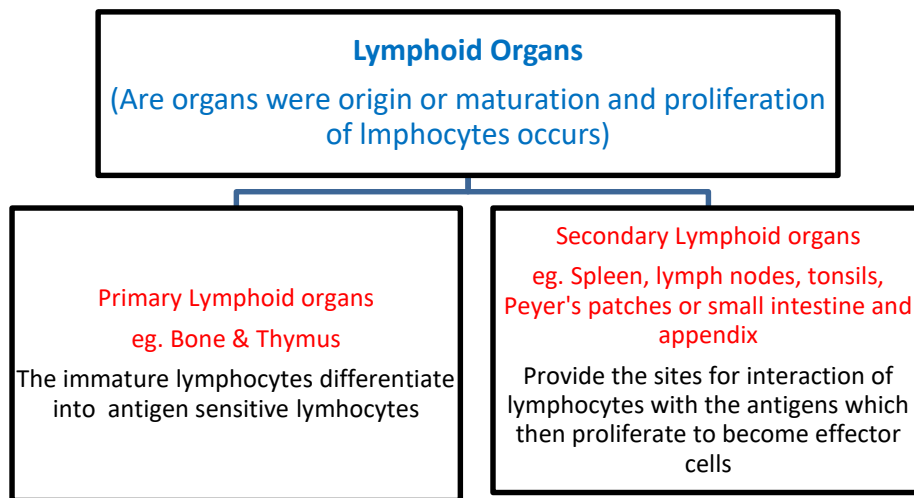 Lymphoid Organs
(Are organs were origin or maturation and proliferation
of lmphocytes occurs)
Primary Lymphoid organs
eg. Bone & Thymus
The immature lymphocytes differentiate
into antigen sensitive lymhocytes
Secondary Lymphoid organs
eg. Spleen, lymph nodes, tonsils,
Peyer's patches or small intestine and
appendix
Provide the sites for interaction of
lymphocytes with the antigens which
then proliferate to become effector
cells